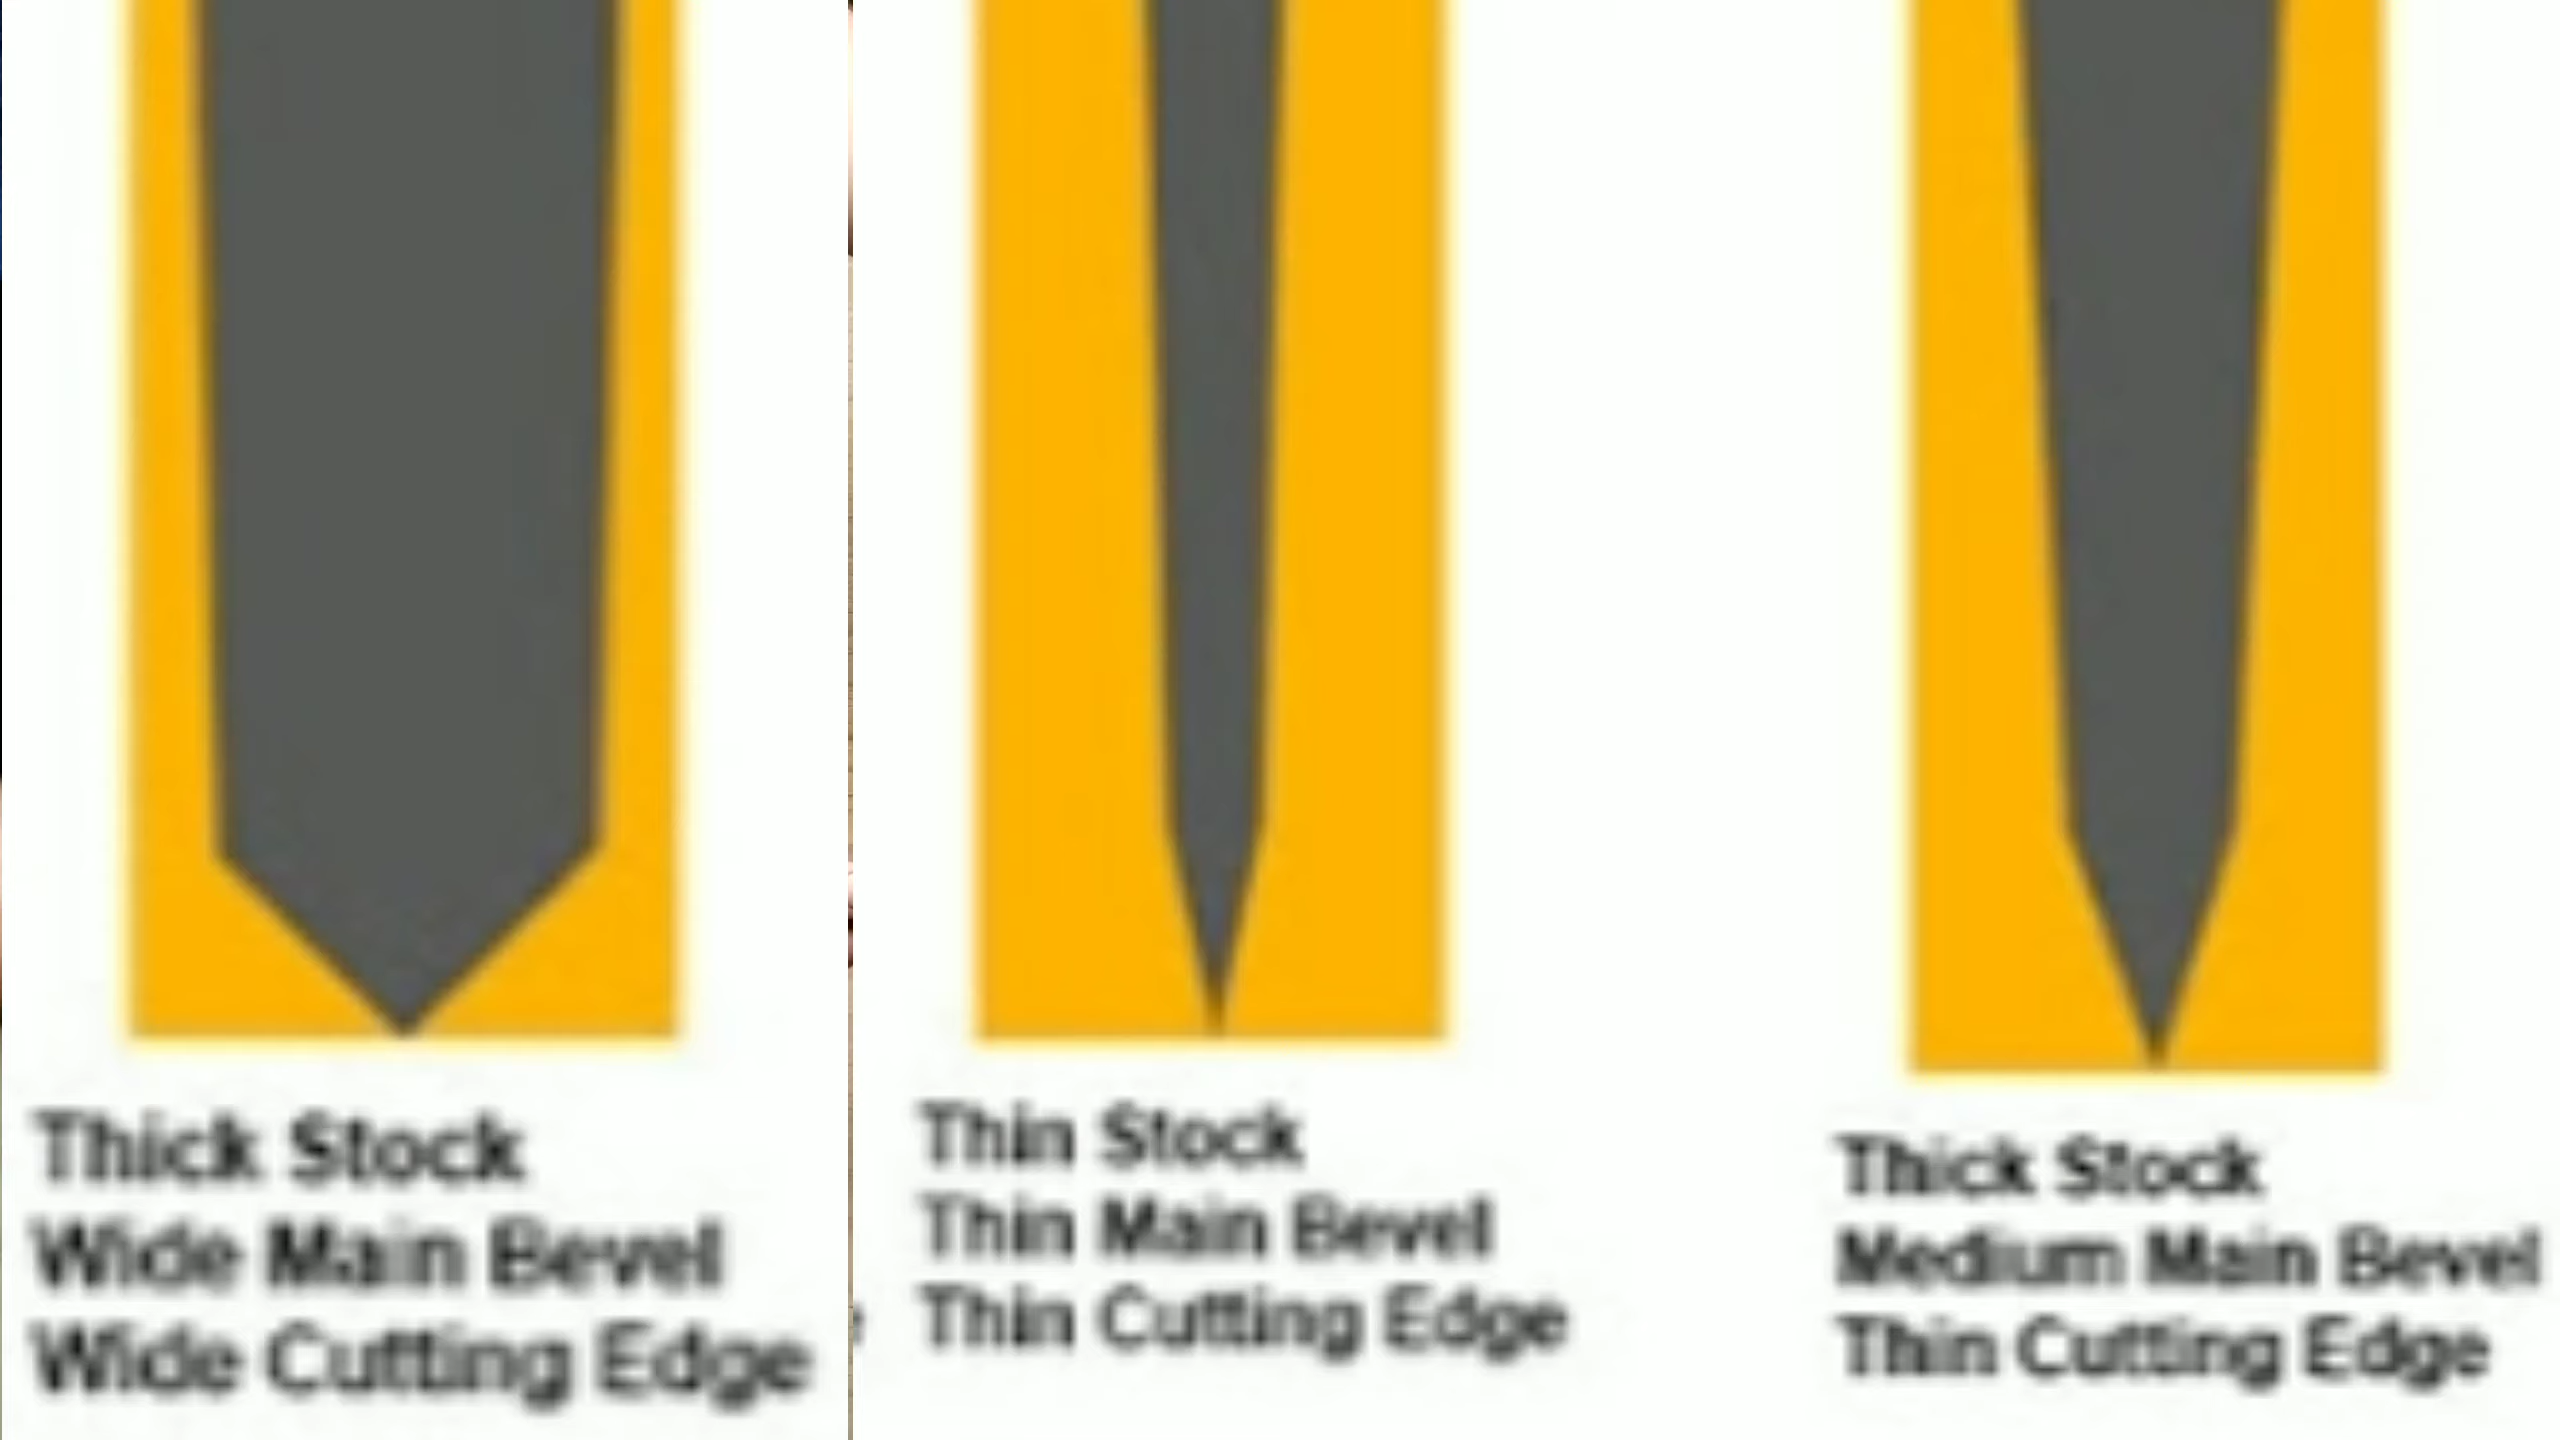 Thick Stock
Wide Main Bevel
Wide Cutting Edge
Thin Stock
Thin Main Bevel
Thin Cutting Edge
Thick Stock
Medium Main Bevel
Thin Cutting Edge